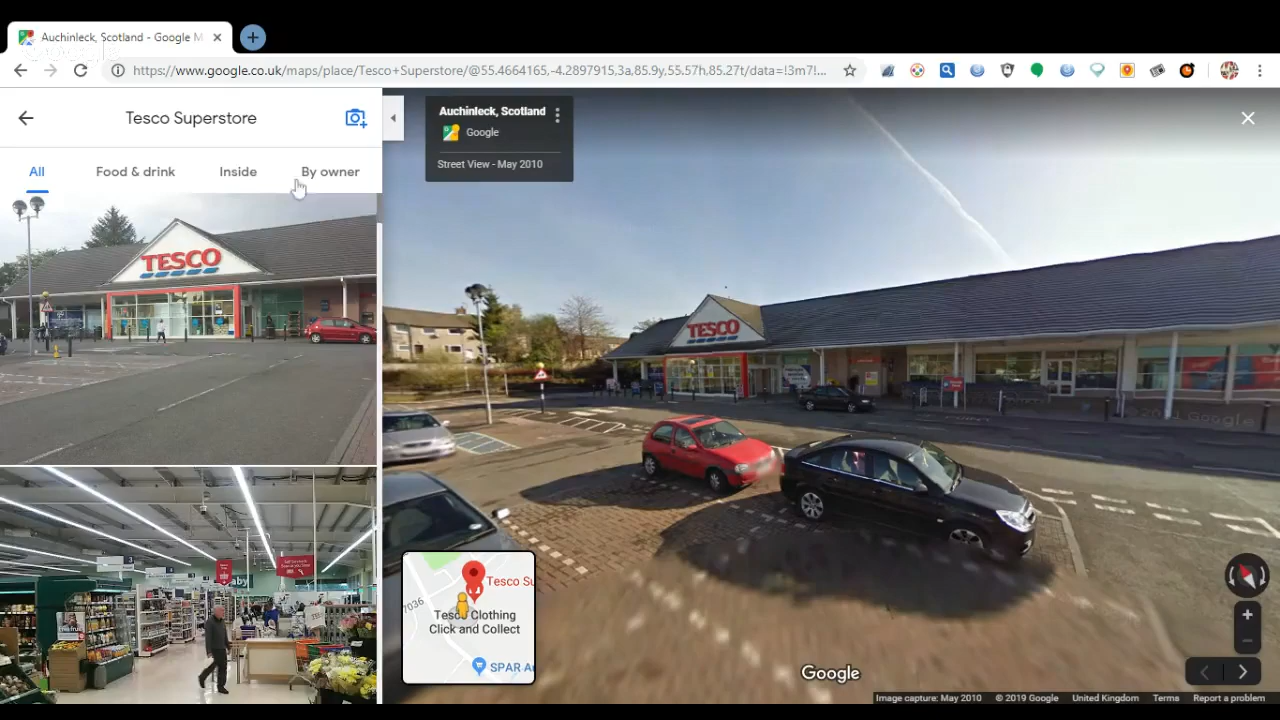 Auchinleck, Scotland - Google M
https://www.google.co.uk/maps/place/Tesco+Superstore/@55.4664165,-4.2897915,3a,85.9y,55.57h,85.27t/data=!3m7!...
Tesco Superstore
All
Food & drink
Inside
By owner
TESCO
Auchinleck, Scotland
Google
Street View - May 2010
TESCO
Tesco Su
7036
Tesco Clothing
Click and Collect
SPAR A
Google
Image capture: May 2010
© 2019 Google
United Kingdom
Terms
Report a problem